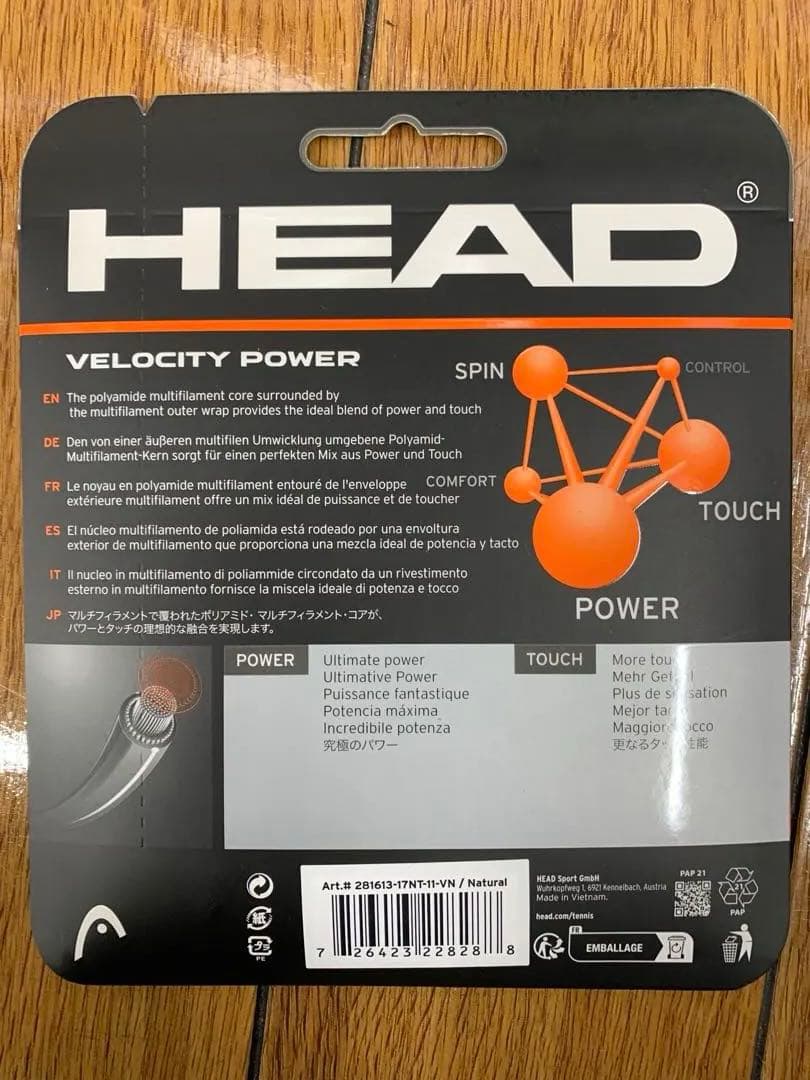 HEAD®
VELOCITY POWER
EN The polyamide multifilament core surrounded by
the multifilament outer wrap provides the ideal blend of power and touch
DE Den von einer äußeren multifilen Umwicklung umgebene Polyamid-
Multifilament-Kern sorgt für einen perfekten Mix aus Power und Touch
FR Le noyau en polyamide multifilament entouré de l'enveloppe
extérieure multifilament offre un mix idéal de puissance et de toucher
ES El núcleo multifilamento de poliamida está rodeado por una envoltura
exterior de multifilamento que proporciona una mezcla ideal de potencia y tacto
IT Il nucleo in multifilamento di poliammide circondato da un rivestimento
esterno in multifilamento fornisce la miscela ideale di potenza e tocco
JP マルチフィラメントで覆われたポリアミド・マルチフィラメント・コアが、
パワーとタッチの理想的な融合を実現します。
SPIN
CONTROL
COMFORT
TOUCH
POWER
POWER
Ultimate power
Ultimative Power
Puissance fantastique
Potencia máxima
Incredibile potenza
究極のパワー
TOUCH
More
Mehr
Plus de
Mejor
更なる
紙
プラ
PE
Art.# 281613-17NT-11-VN / Natural
7 26423 22828 8
HEAD Sport GmbH
Wuhrkopfweg 1, 6921 Kennelbach, Austria
Made in Vietnam.
head.com/tennis
FR
EMBALLAGE
PAP 21
21
PAP